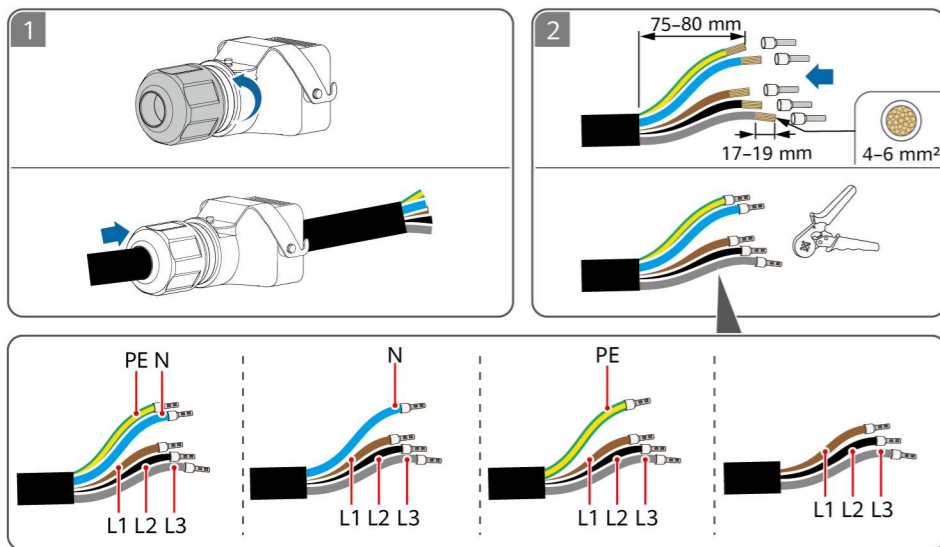 1
2
75–80 mm
17–19 mm
4–6 mm²
PE N
L1 L2 L3
N
L1 L2 L3
PE
L1 L2 L3
L1 L2 L3